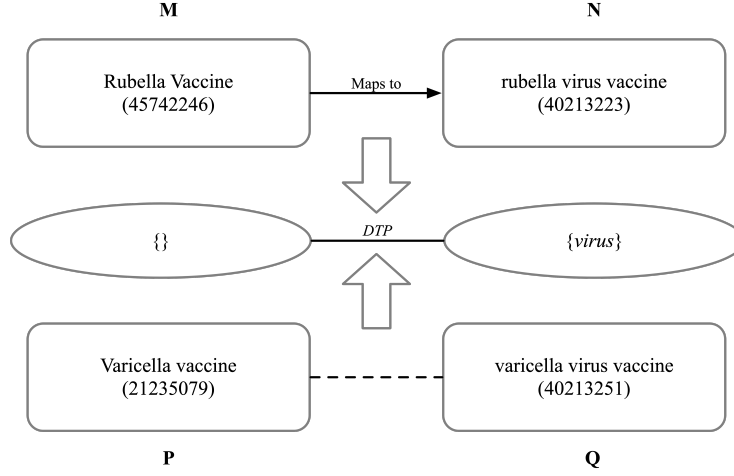 M N
Rubella Vaccine
(45742246)
Maps to
rubella virus vaccine
(40213223)
{}
DTP
{virus}
Varicella vaccine
(21235079)
varicella virus vaccine
(40213251)
P Q